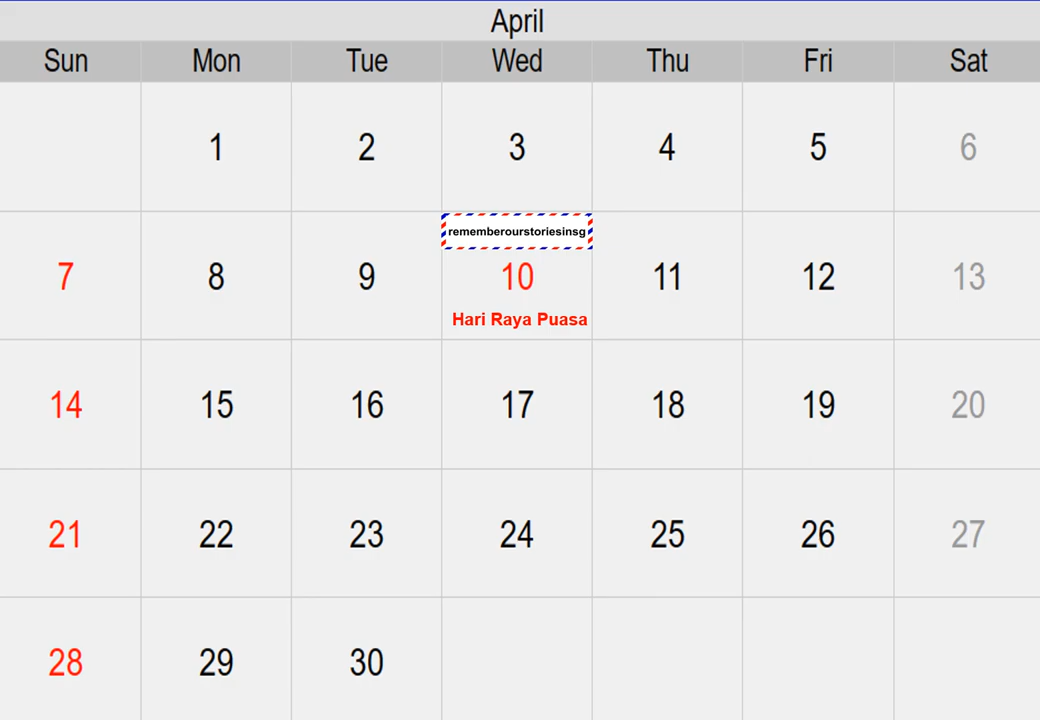 April
Sun Mon Tue Wed Thu Fri Sat
1 2 3 4 5 6
rememberourstoriesinsg
7 8 9 10 11 12 13
Hari Raya Puasa
14 15 16 17 18 19 20
21 22 23 24 25 26 27
28 29 30